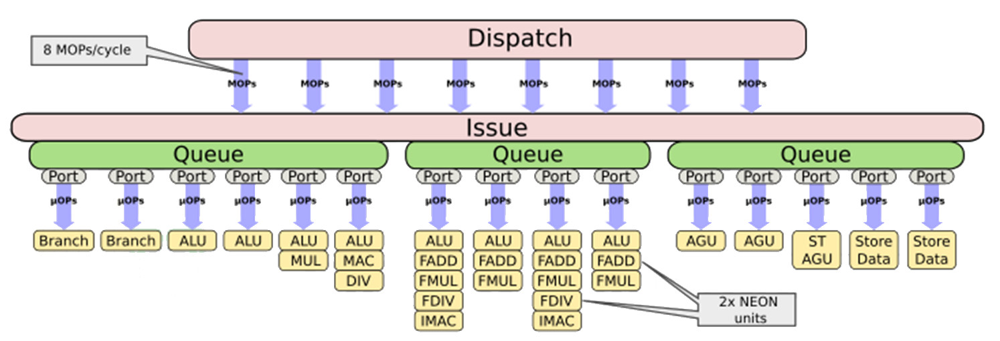 Dispatch
8 MOPs/cycle
MOPs MOPs MOPs MOPs MOPs MOPs MOPs MOPs
Issue
Queue Queue Queue
Port Port Port Port Port Port Port Port Port Port Port Port Port Port Port
µOPs µOPs µOPs µOPs µOPs µOPs µOPs µOPs µOPs µOPs µOPs µOPs µOPs µOPs µOPs
Branch Branch ALU ALU ALU ALU ALU ALU ALU ALU AGU AGU ST Store Store
MUL MAC FADD FADD FADD FADD AGU Data Data
DIV FMUL FMUL FMUL FMUL
FDIV FDIV 2x NEON
IMAC IMAC units